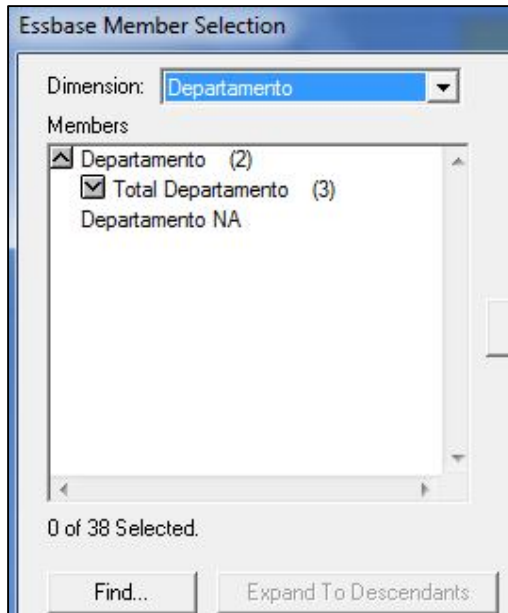 Essbase Member Selection
Dimension: Departamento
Members
Departamento (2)
Total Departamento (3)
Departamento NA
0 of 38 Selected.
Find... Expand To Descendants